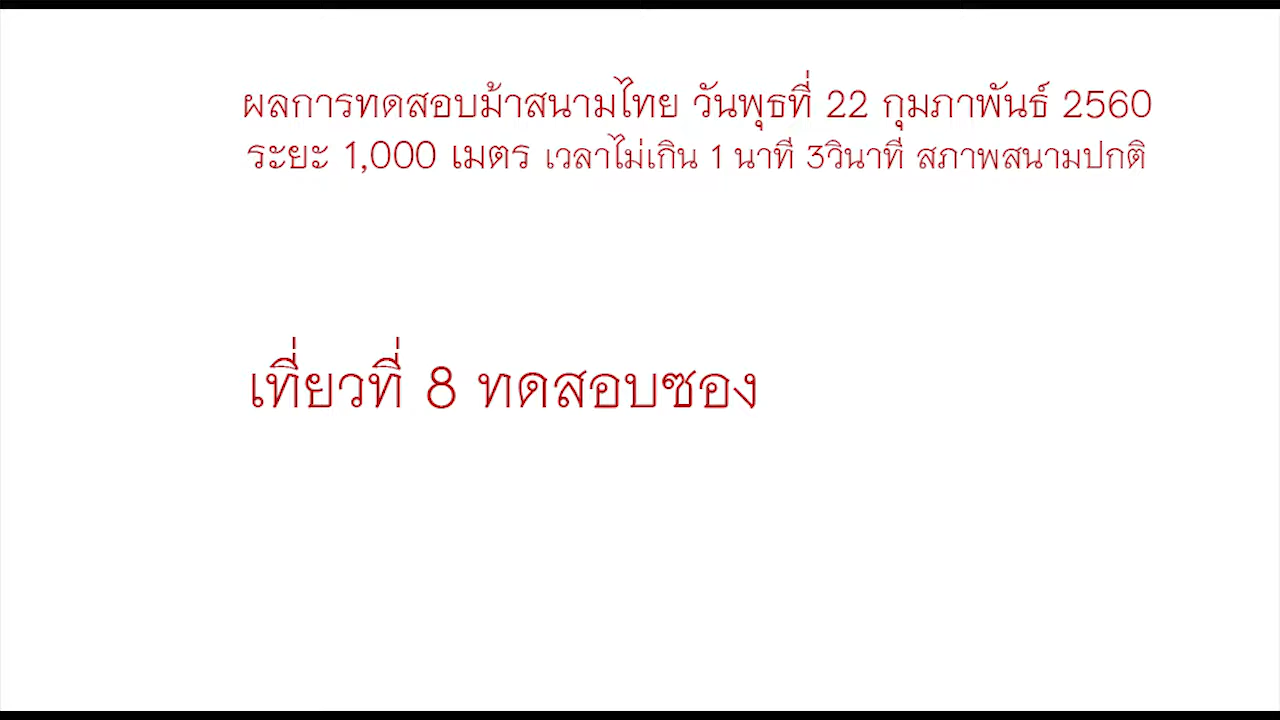 ผลการทดสอบม้าสนามไทย วันพุธที่ 22 กุมภาพันธ์ 2560
ระยะ 1,000 เมตร เวลาไม่เกิน 1 นาที 3วินาที สภาพสนามปกติ
เที่ยวที่ 8 ทดสอบซอง